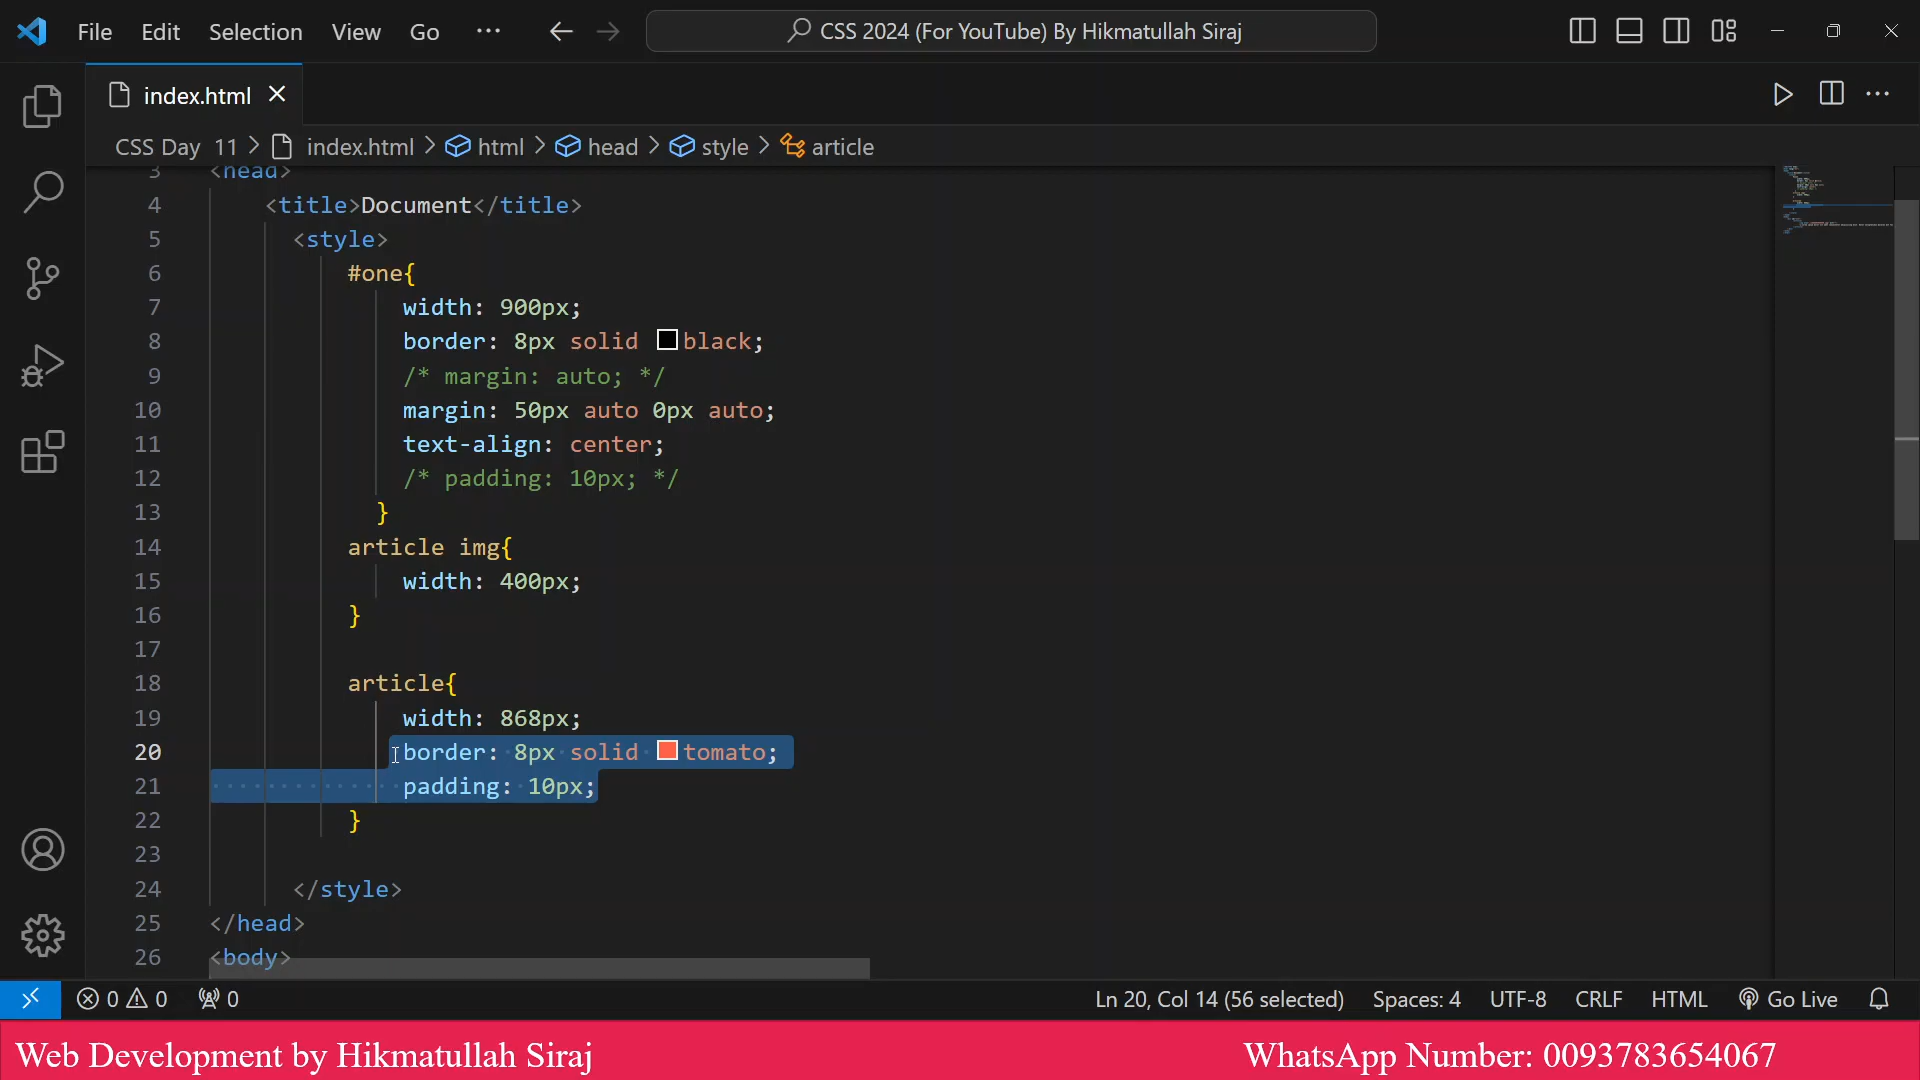 File Edit Selection View Go ··· CSS 2024 (For YouTube) By Hikmatullah Siraj
index.html
CSS Day 11 > index.html > html > head > style > article
3 <head>
4 <title>Document</title>
5 <style>
6 #one{
7 width: 900px;
8 border: 8px solid black;
9 /* margin: auto; */
10 margin: 50px auto 0px auto;
11 text-align: center;
12 /* padding: 10px; */
13 }
14 article img{
15 width: 400px;
16 }
17
18 article{
19 width: 868px;
20 border: 8px solid tomato;
21 padding: 10px;
22 }
23
24 </style>
25 </head>
26 <body>
0 0 0 Ln 20, Col 14 (56 selected) Spaces: 4 UTF-8 CRLF HTML Go Live
Web Development by Hikmatullah Siraj WhatsApp Number: 0093783654067